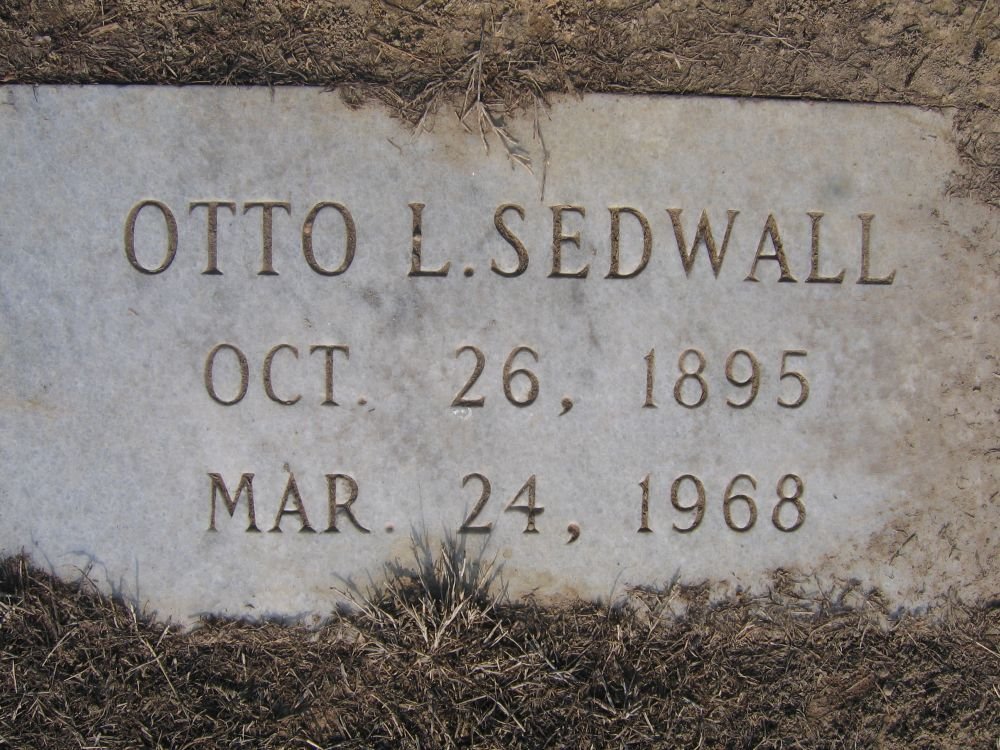 OTTO L. SEDWALL
OCT. 26, 1895
MAR. 24, 1968